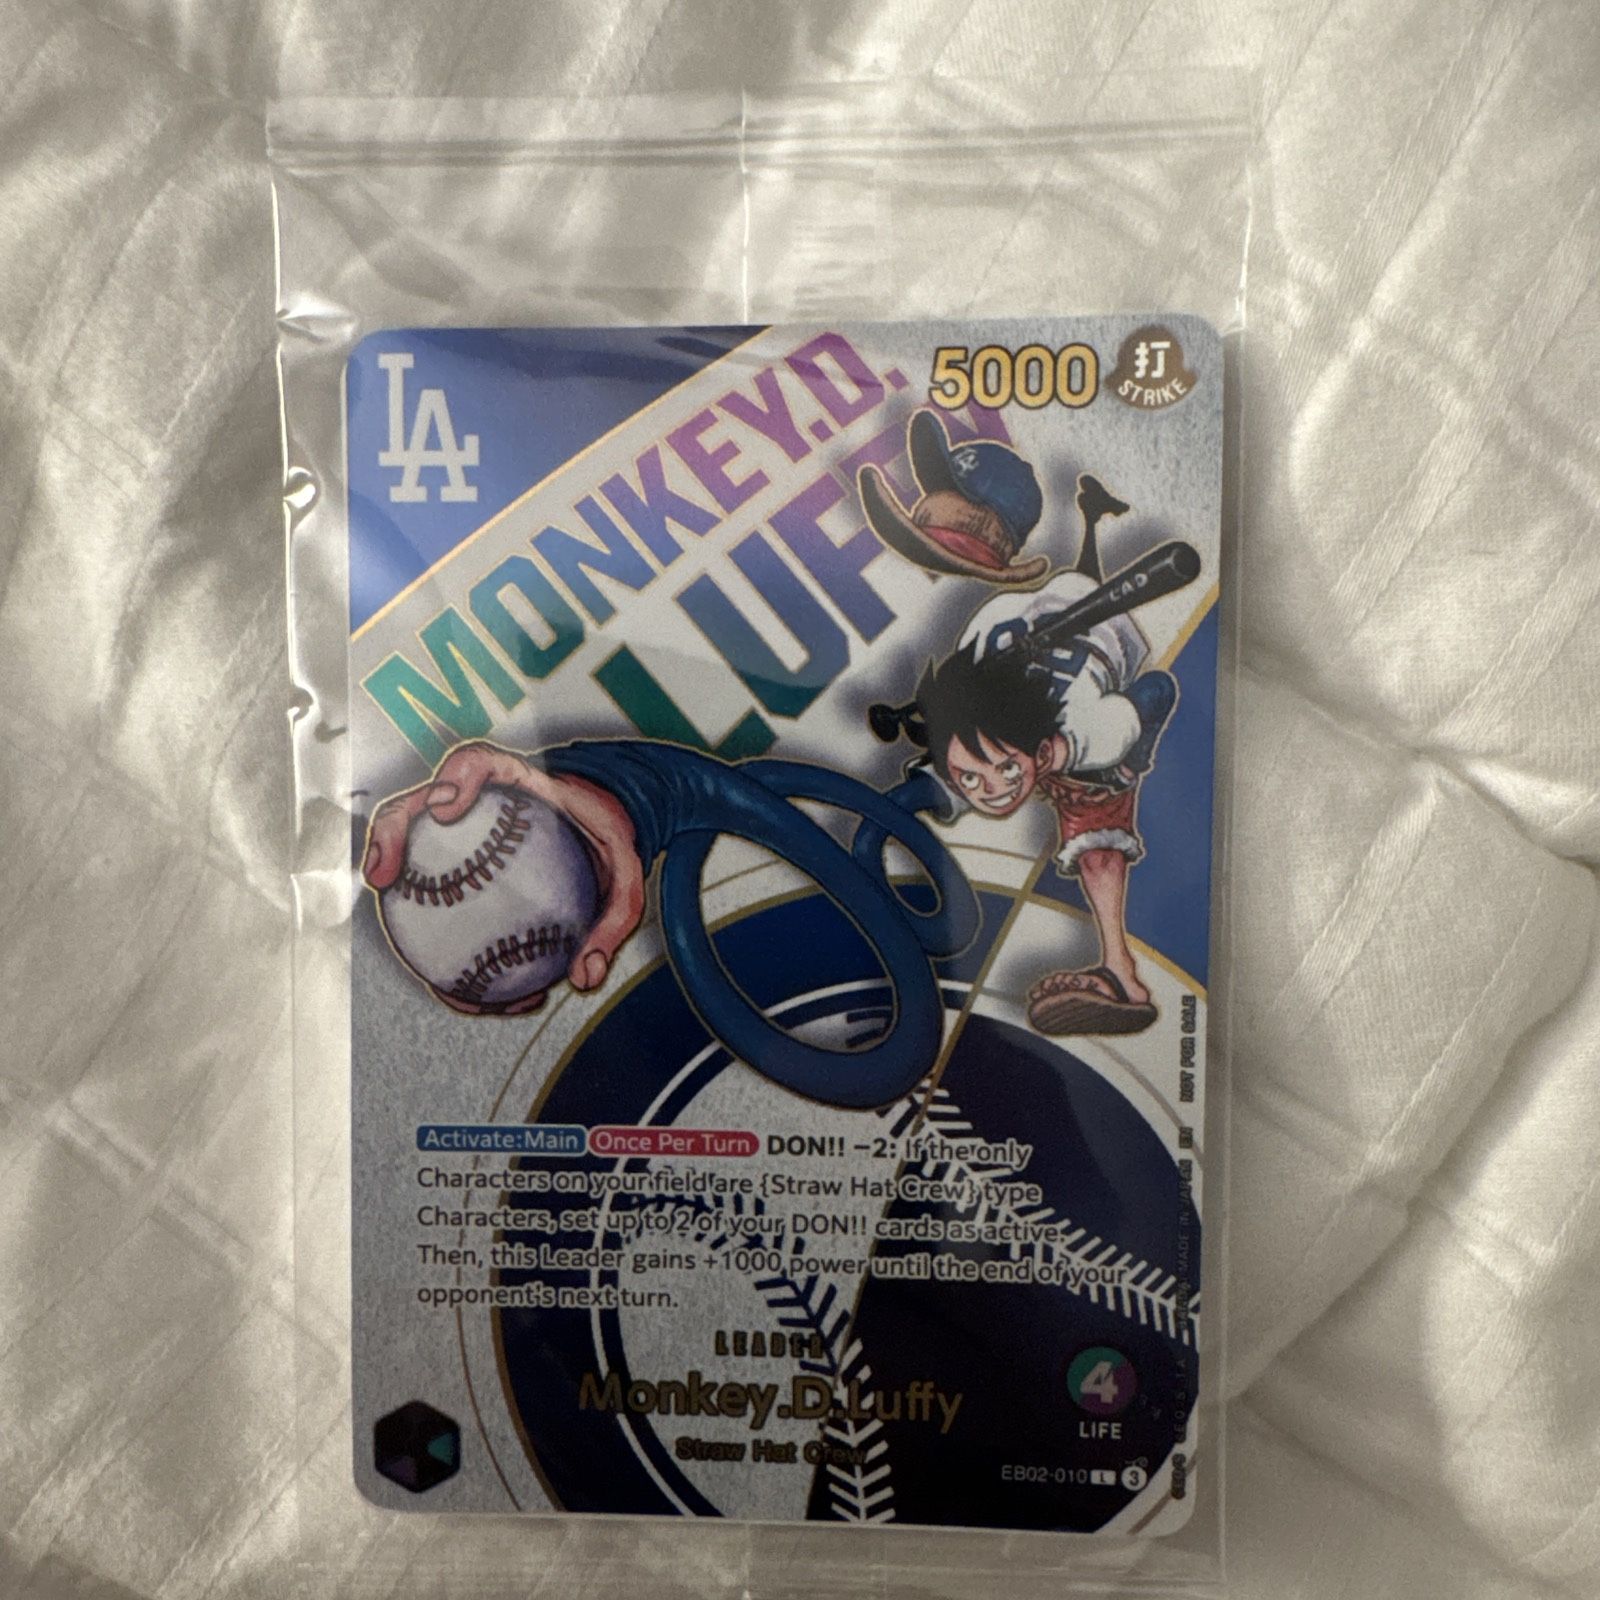 LA
MONKEY.D.
LUFFY
5000
打
STRIKE
LA
LAD
Activate:Main Once Per Turn DON!! −2: If the only
Characters on your field are {Straw Hat Crew} type
Characters, set up to 2 of your DON!! cards as active.
Then, this Leader gains +1000 power until the end of your
opponent's next turn.
LEADER
Monkey.D.Luffy
Straw Hat Crew
4
LIFE
EB02-010 L 3
MADE IN JAPAN EN NOT FOR SALE